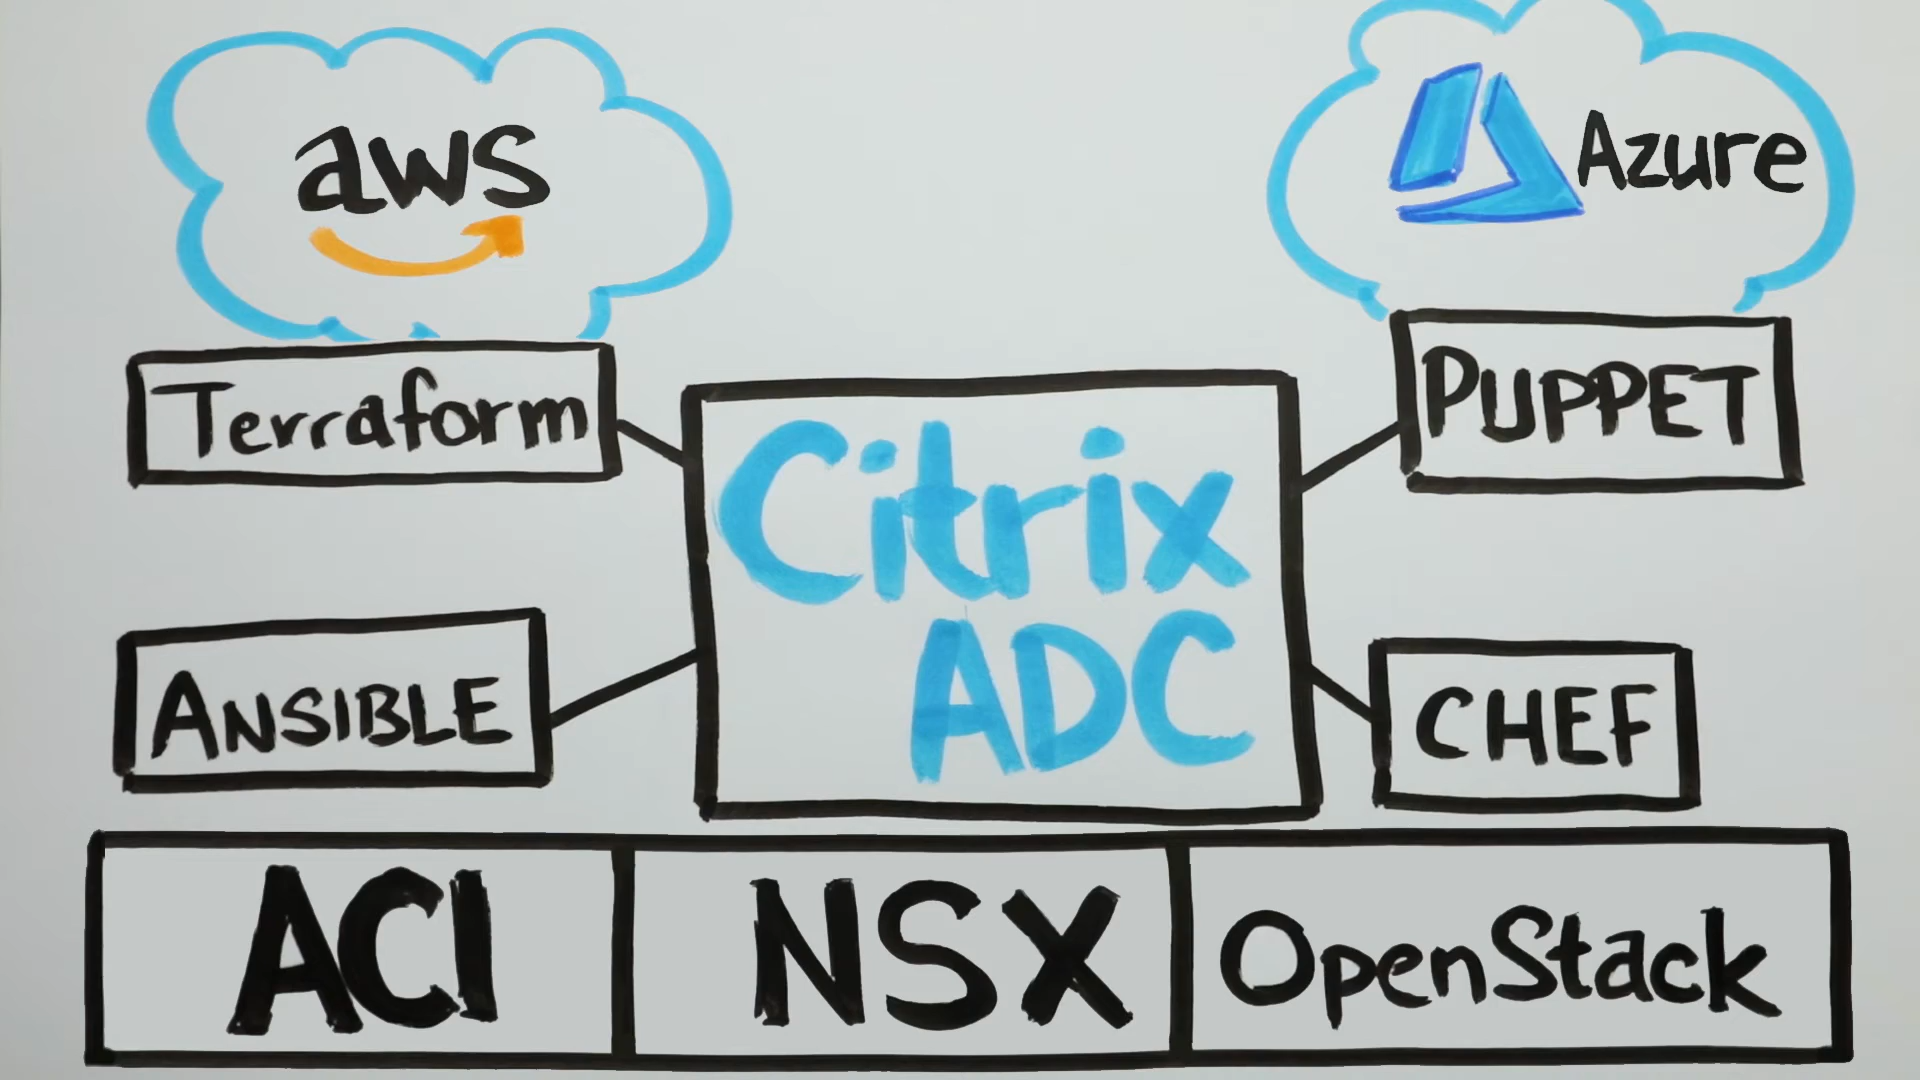 aws
Azure
Terraform
PUPPET
Citrix
ADC
ANSIBLE
CHEF
ACI
NSX
OpenStack